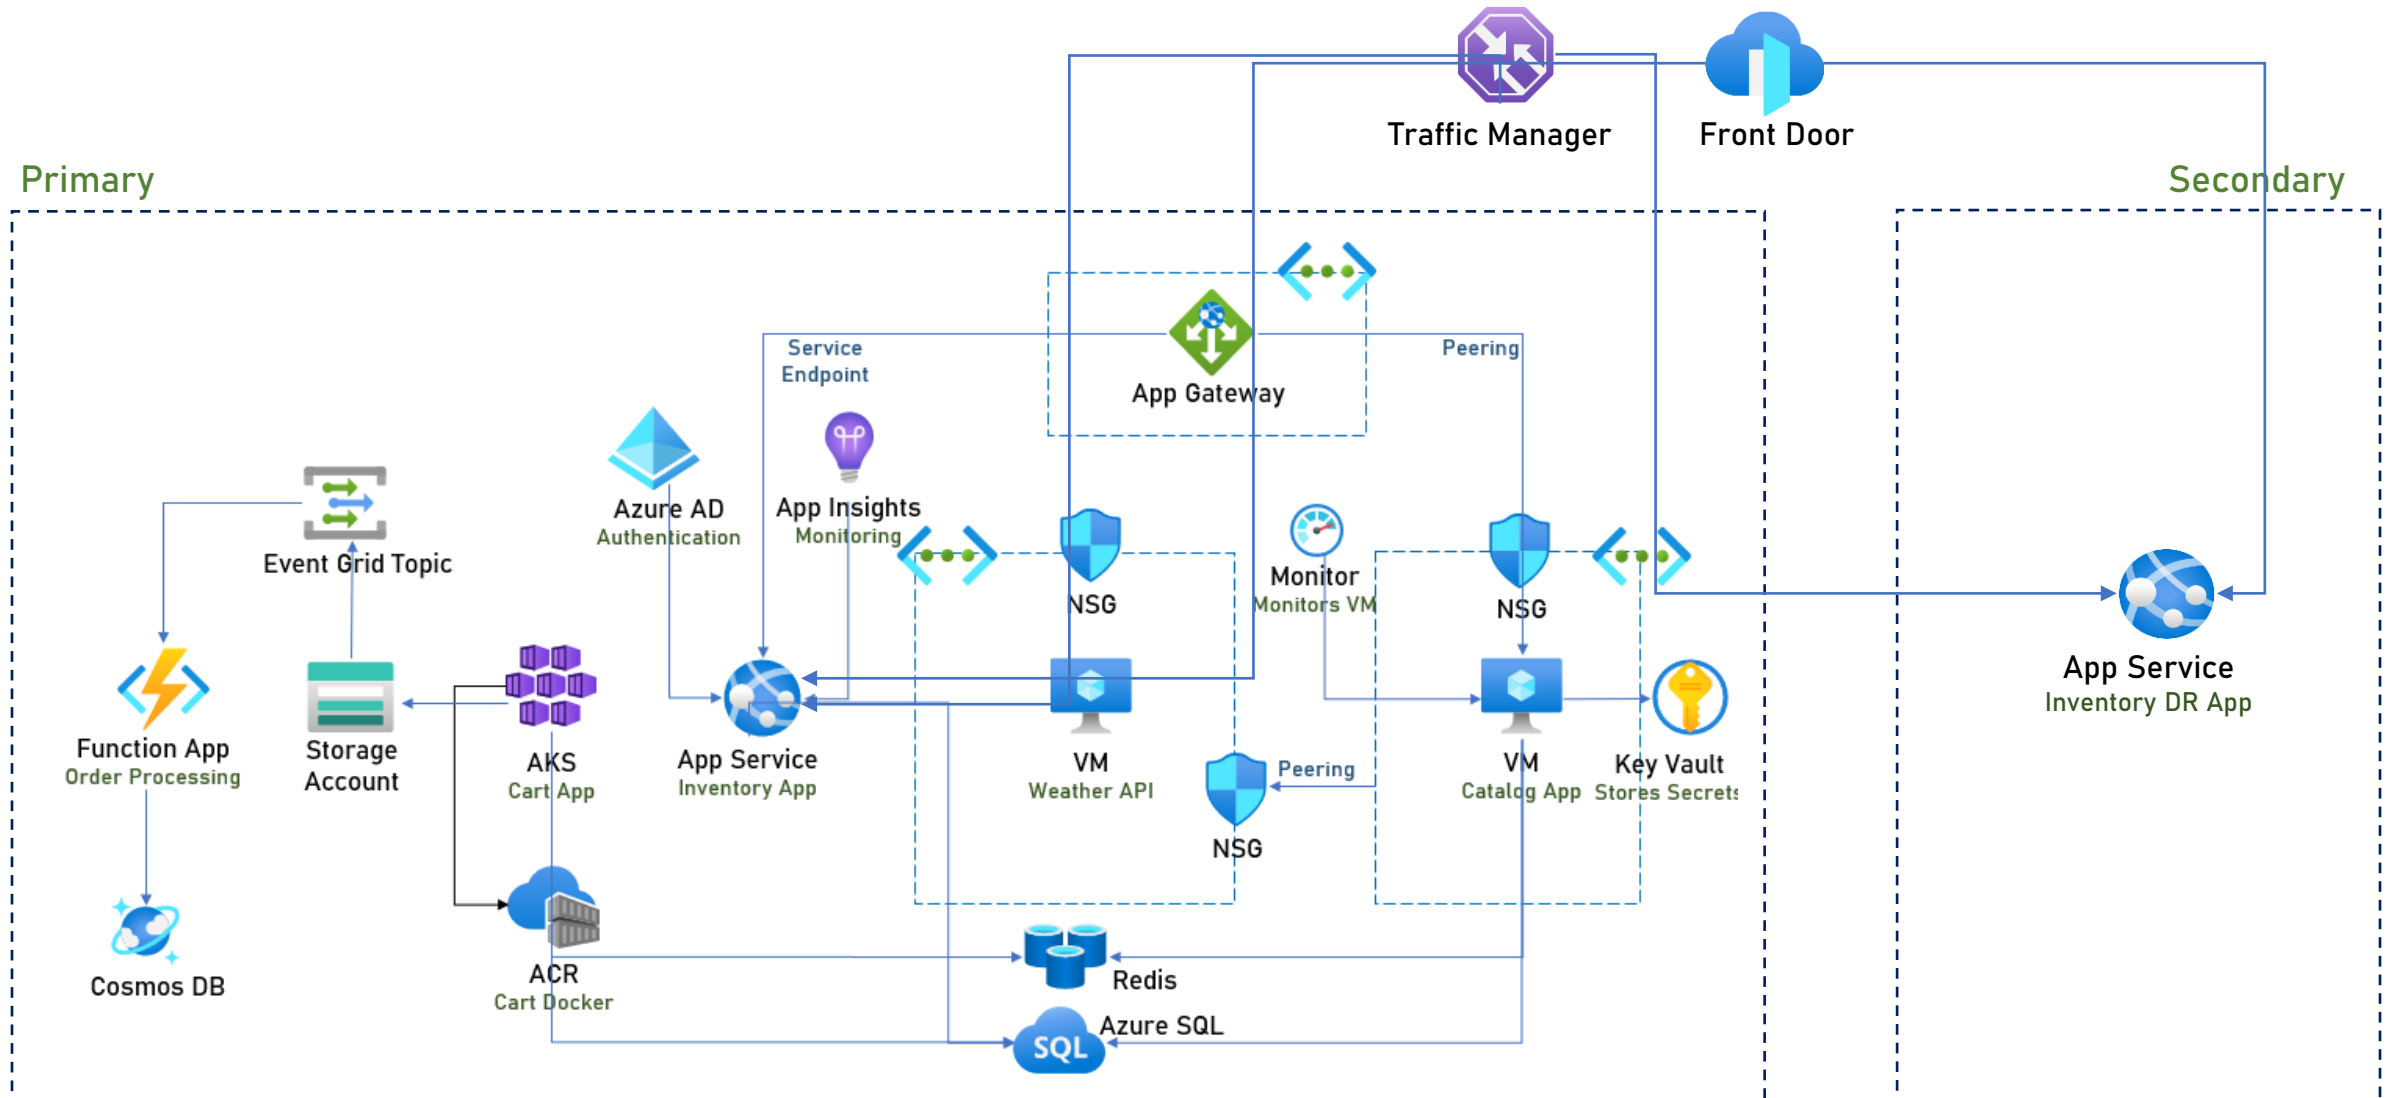 Traffic Manager
Front Door
Primary
Secondary
Service
Endpoint
Peering
App Gateway
Azure AD
Authentication
App Insights
Monitoring
Event Grid Topic
NSG
Monitor
Monitors VM
NSG
Function App
Order Processing
Storage
Account
AKS
Cart App
App Service
Inventory App
VM
Weather API
Peering
NSG
VM
Catalog App
Key Vault
Stores Secrets
App Service
Inventory DR App
Cosmos DB
ACR
Cart Docker
Redis
Azure SQL
SQL